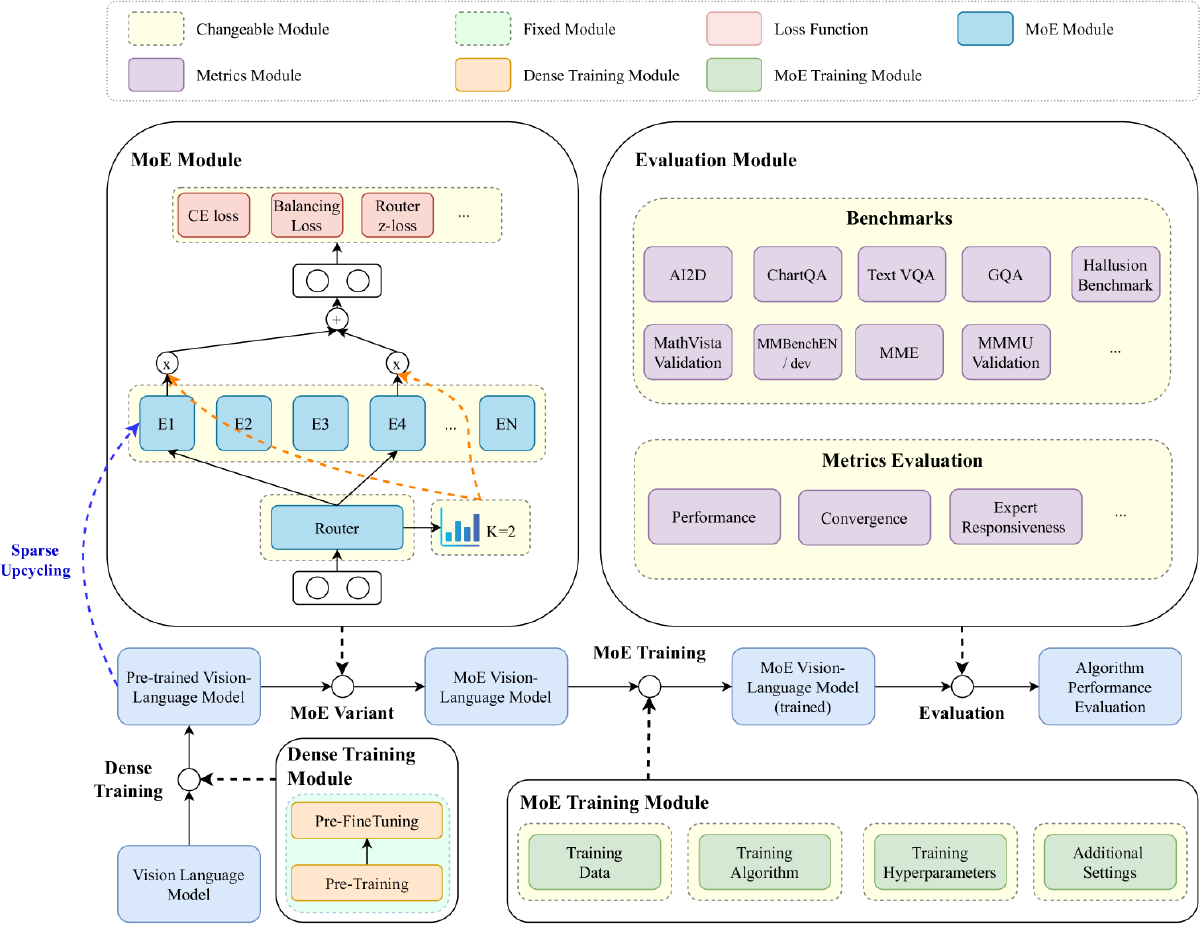 Changeable Module
Fixed Module
Loss Function
MoE Module
Metrics Module
Dense Training Module
MoE Training Module
MoE Module
CE loss
Balancing
Loss
Router
z-loss
...
+
x
x
E1
E2
E3
E4
...
EN
Router
K=2
Sparse
Upcycling
Evaluation Module
Benchmarks
AI2D
ChartQA
Text VQA
GQA
Hallusion
Benchmark
MathVista
Validation
MMBenchEN
/ dev
MME
MMMU
Validation
...
Metrics Evaluation
Performance
Convergence
Expert
Responsiveness
...
Pre-trained Vision-
Language Model
MoE Variant
MoE Vision-
Language Model
MoE Training
MoE Vision-
Language Model
(trained)
Evaluation
Algorithm
Performance
Evaluation
Dense
Training
Vision Language
Model
Dense Training
Module
Pre-FineTuning
Pre-Training
MoE Training Module
Training
Data
Training
Algorithm
Training
Hyperparameters
Additional
Settings